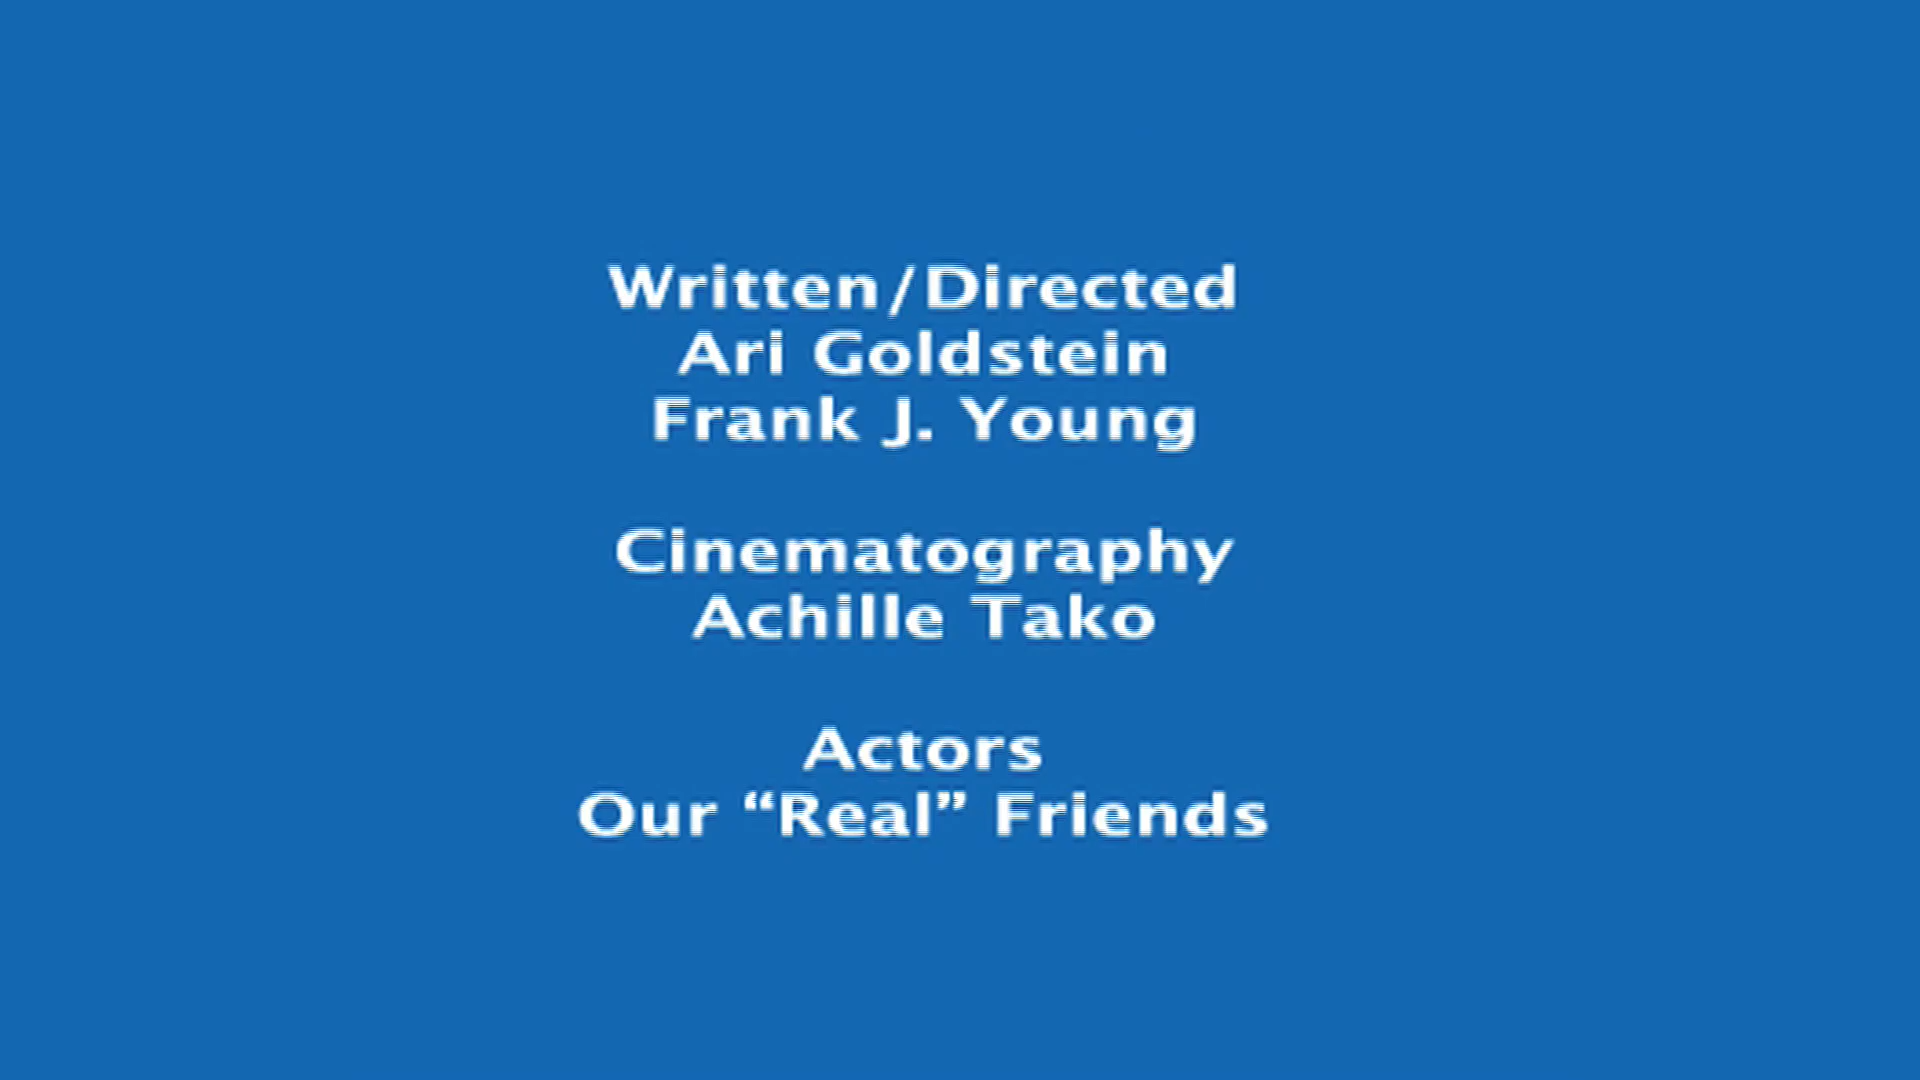 Written/Directed
Ari Goldstein
Frank J. Young
Cinematography
Achille Tako
Actors
Our “Real” Friends